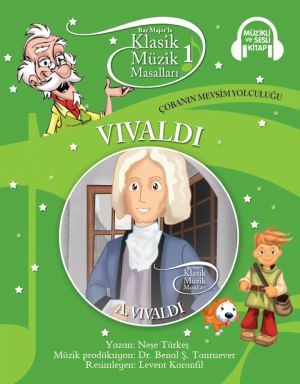 Bay Majör'le
Klasik
Müzik
Masalları
1
MÜZİKLİ
ve SESLİ
KİTAP
ÇOBANIN MEVSİM YOLCULUĞU
VIVALDI
Klasik
Müzik
Masalları
A. VIVALDI
Yazan: Neşe Türkeş
Müzik prodüksiyon: Dr. Benal Ş. Tanrısever
Resimleyen: Levent Karanfil